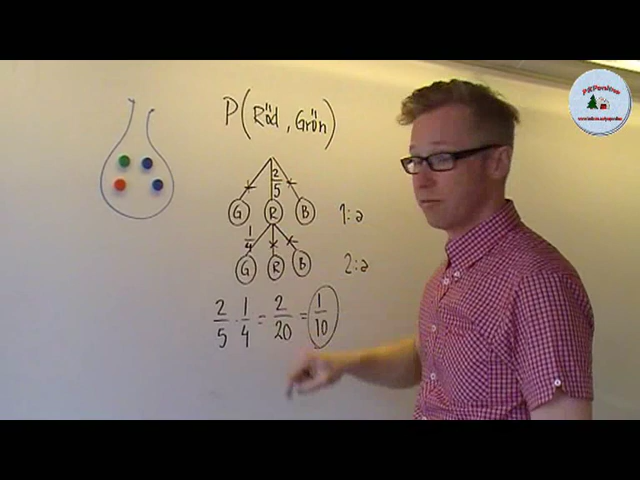 P(Röd, Grön)
2
5
G R B 1:a
1
4
G R B 2:a
2/5 · 1/4 = 2/20 = 1/10